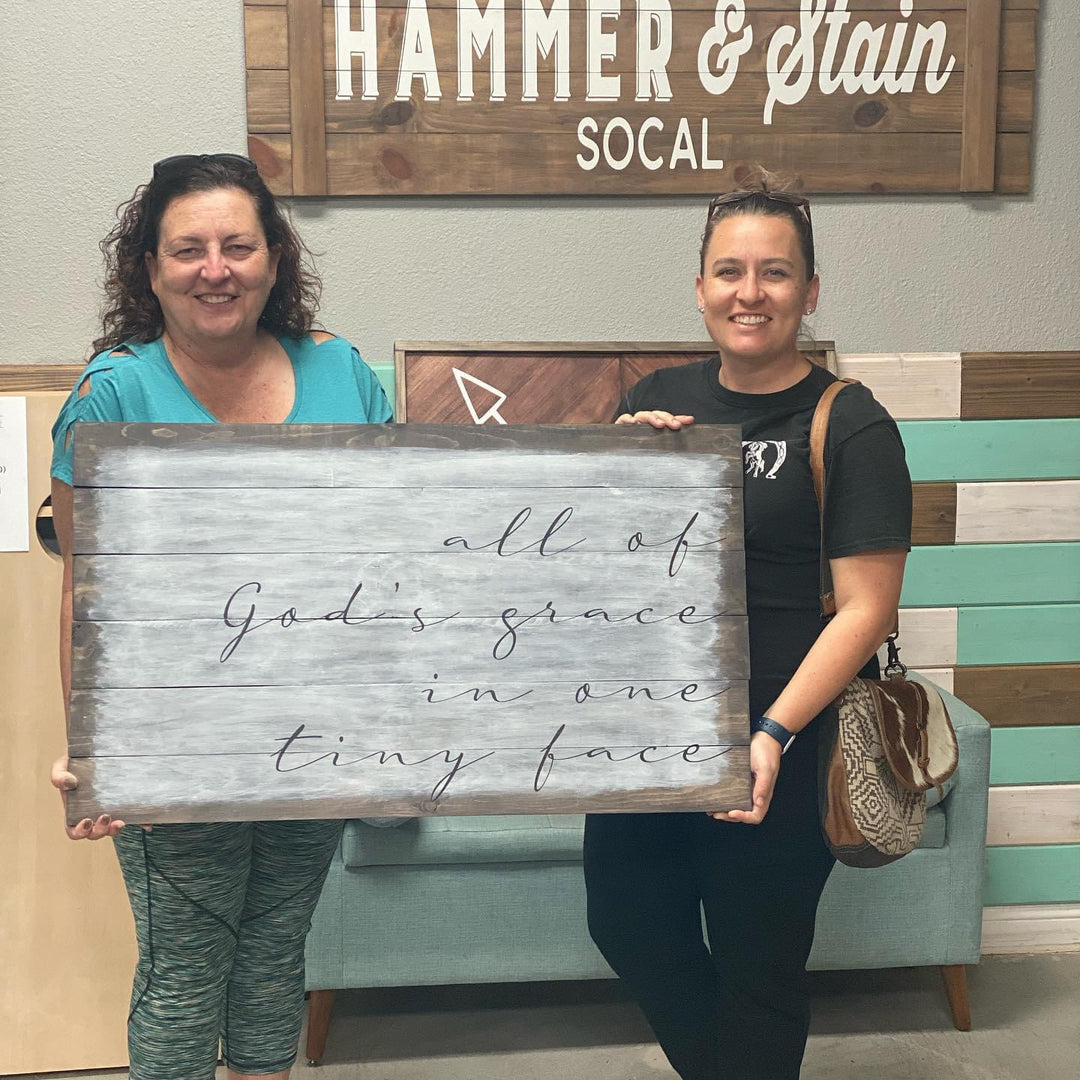 HAMMER & Stain
SOCAL
all of
God's grace
in one
tiny face